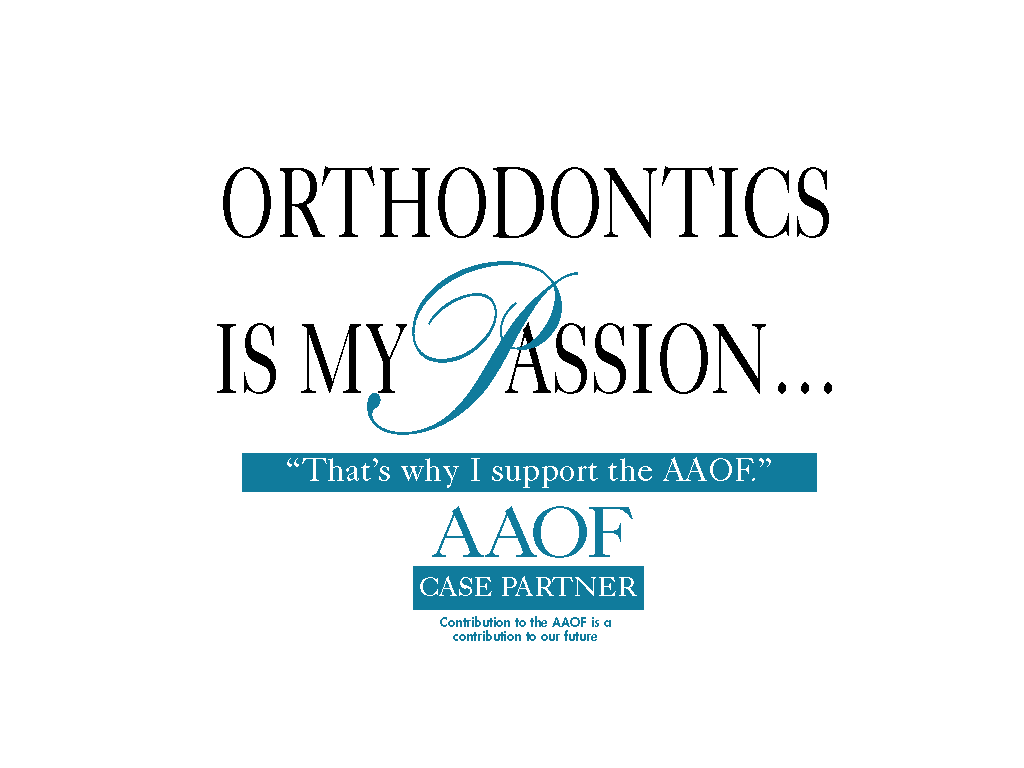 ORTHODONTICS
IS MY PASSION...
“That’s why I support the AAOF.”
AAOF
CASE PARTNER
Contribution to the AAOF is a
contribution to our future